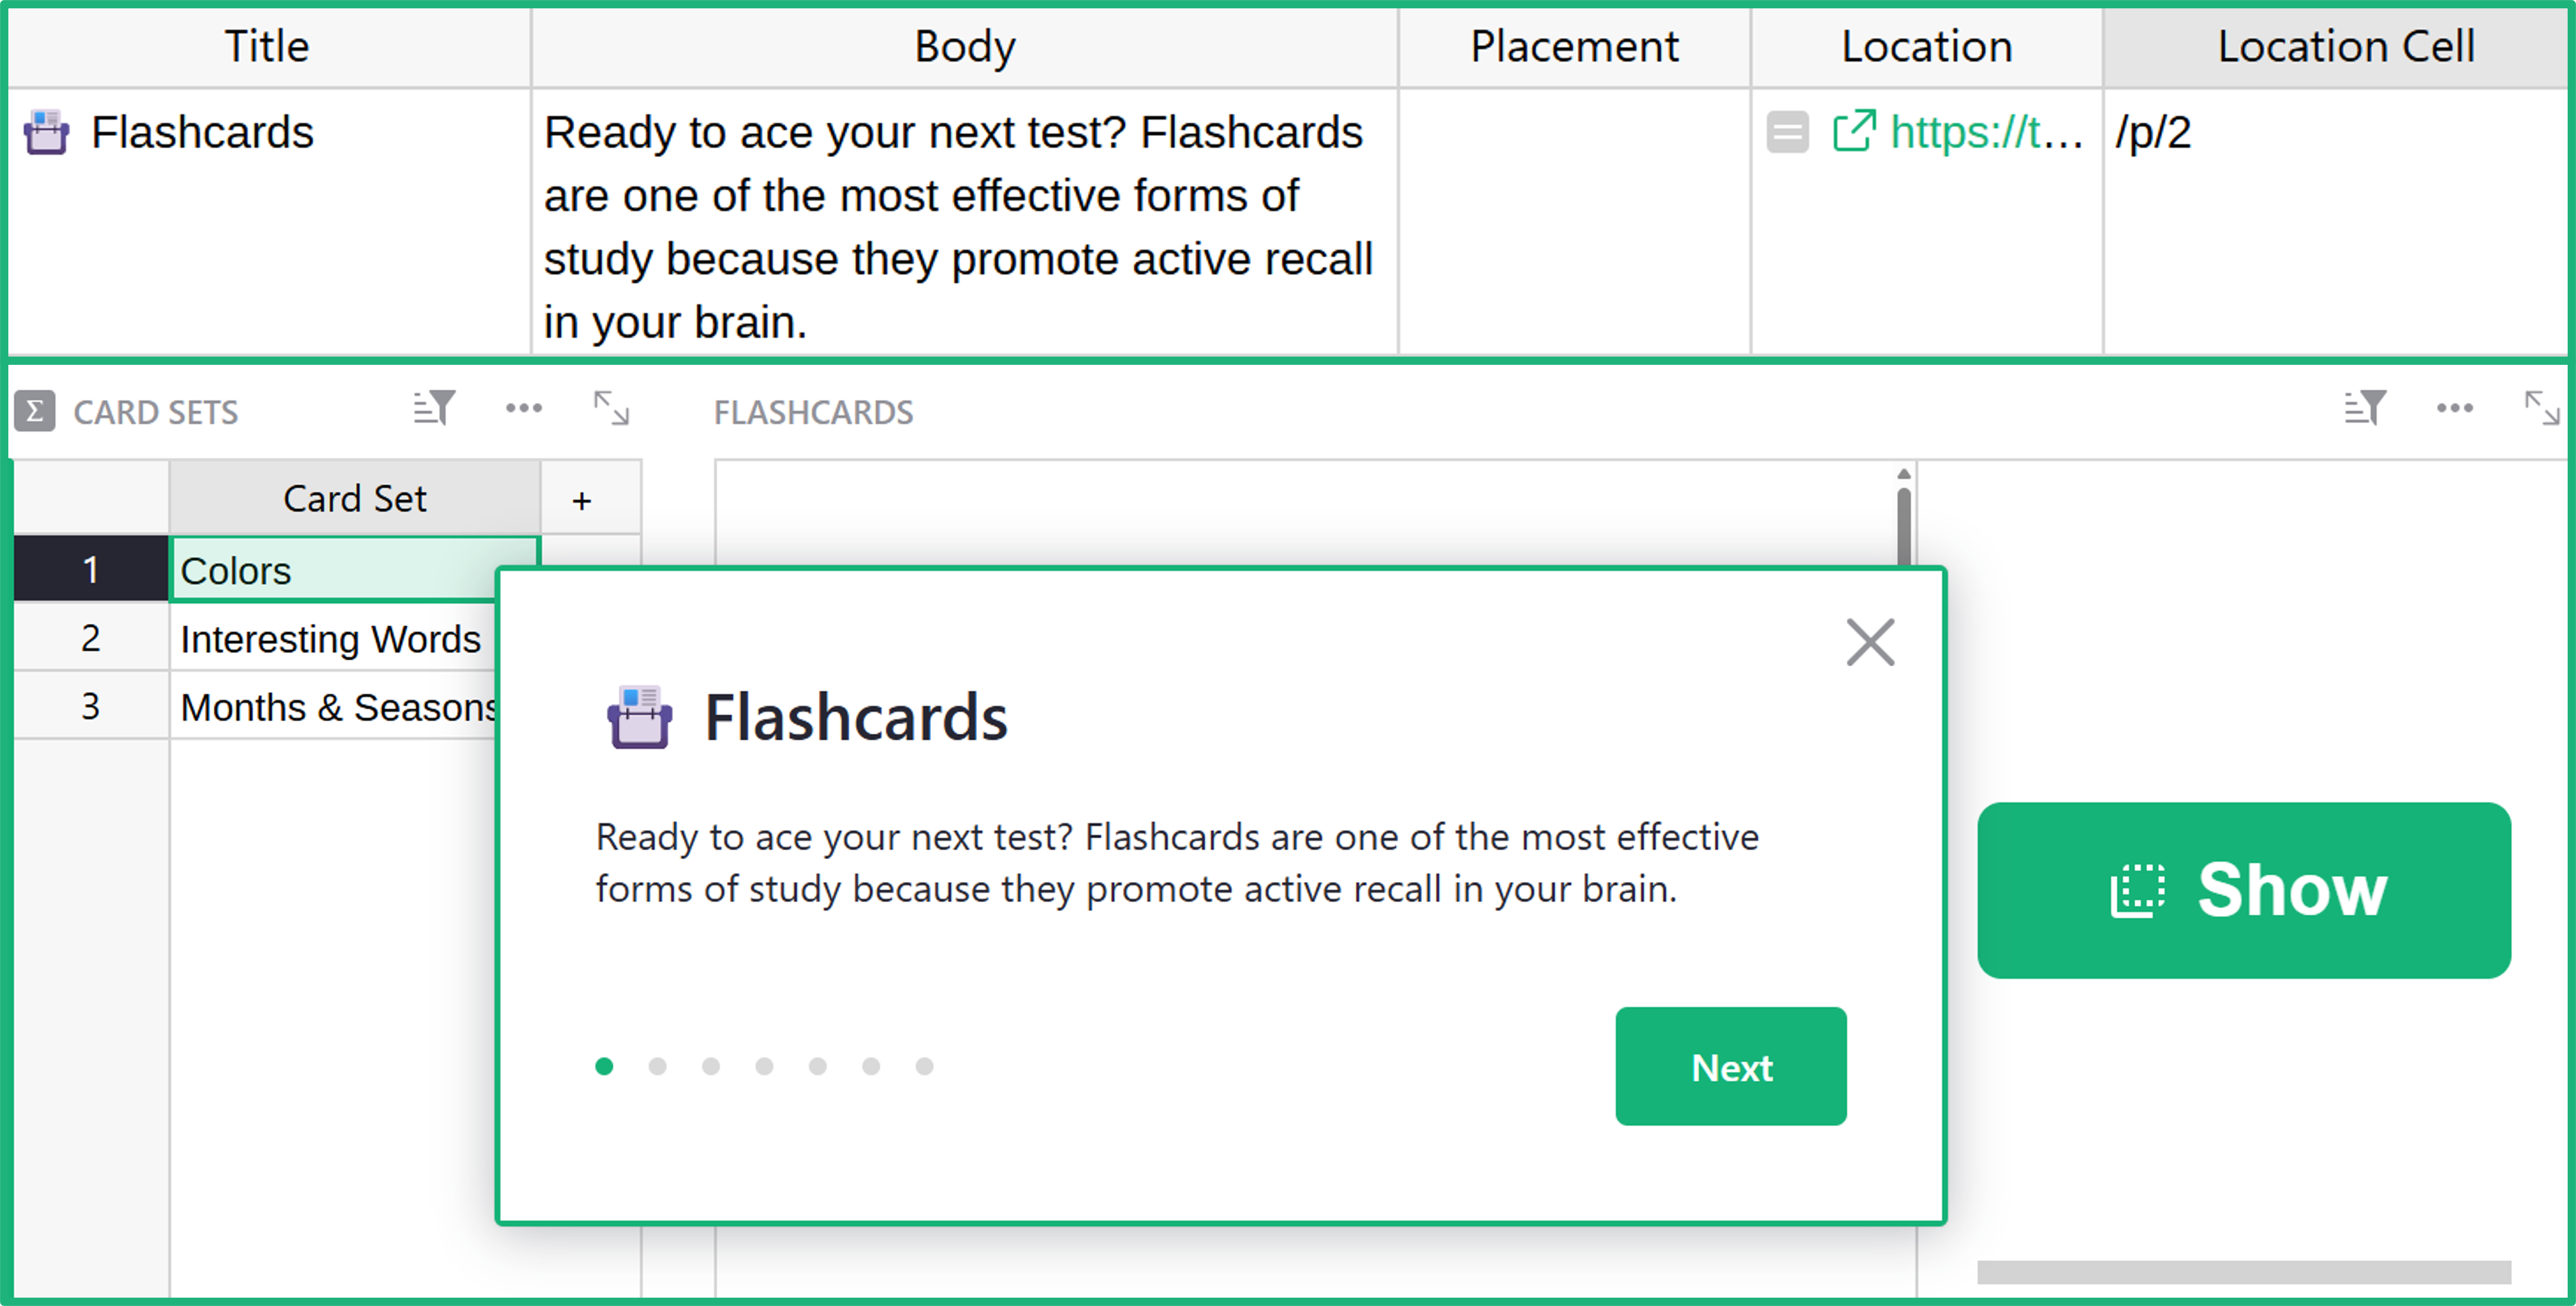 Title Body Placement Location Location Cell
Flashcards Ready to ace your next test? Flashcards https://t... /p/2
are one of the most effective forms of
study because they promote active recall
in your brain.
Σ CARD SETS
FLASHCARDS
Card Set +
1 Colors
2 Interesting Words
3 Months & Seasons
Flashcards
Ready to ace your next test? Flashcards are one of the most effective
forms of study because they promote active recall in your brain.
Next
Show